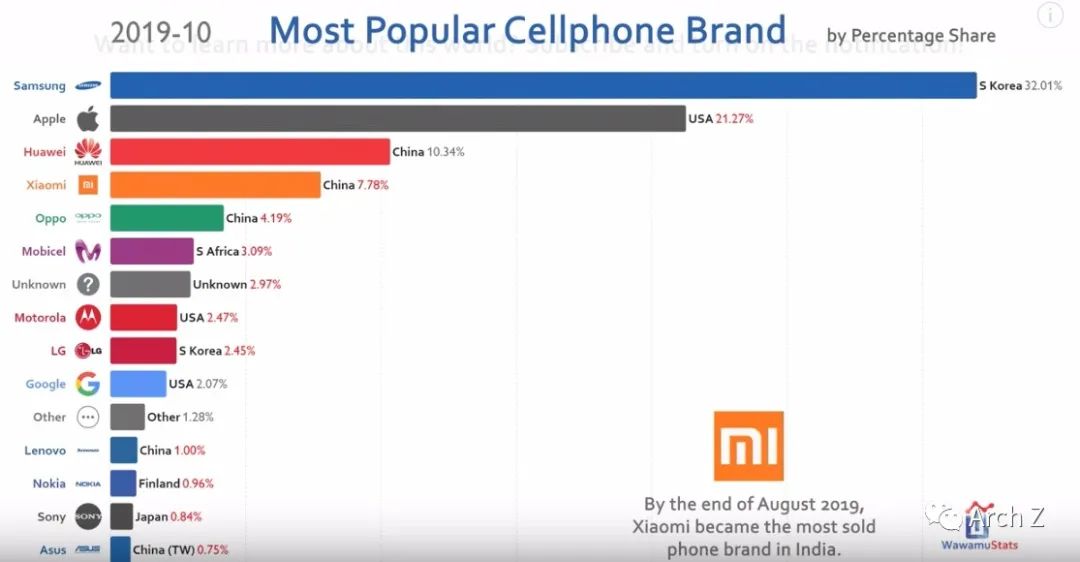 2019-10
Most Popular Cellphone Brand
by Percentage Share
Want to learn more about this world? Subscribe and turn on the notification!
Samsung SAMSUNG S Korea 32.01%
Apple USA 21.27%
Huawei HUAWEI China 10.34%
Xiaomi mi China 7.78%
Oppo oppo China 4.19%
Mobicel S Africa 3.09%
Unknown ? Unknown 2.97%
Motorola USA 2.47%
LG LG S Korea 2.45%
Google G USA 2.07%
Other Other 1.28%
Lenovo Lenovo China 1.00%
Nokia NOKIA Finland 0.96%
Sony SONY Japan 0.84%
Asus ASUS China (TW) 0.75%
mi
By the end of August 2019,
Xiaomi became the most sold
phone brand in India.
Arch Z
WawamuStats